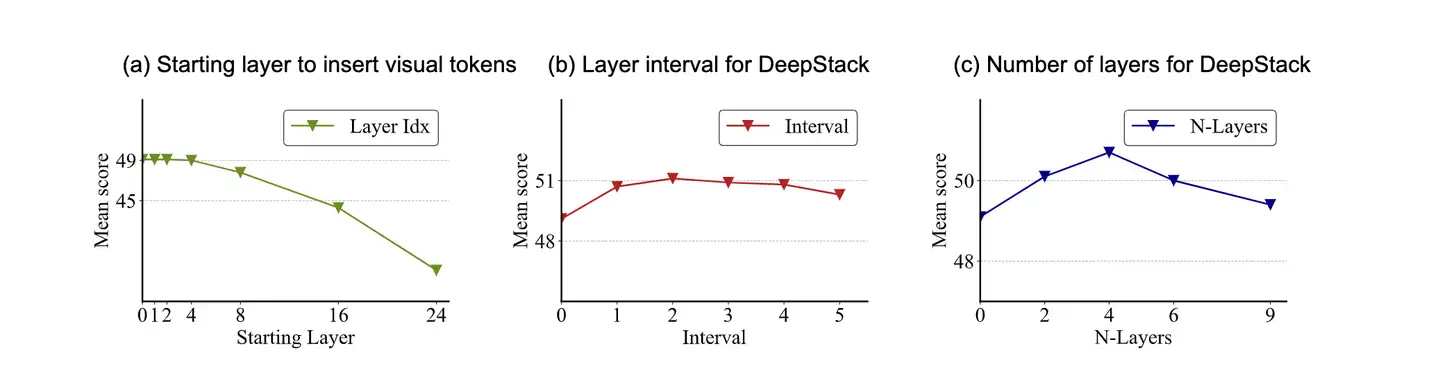 (a) Starting layer to insert visual tokens
Layer Idx
Mean score
49
45
0 1 2 4 8 16 24
Starting Layer
(b) Layer interval for DeepStack
Interval
Mean score
51
48
0 1 2 3 4 5
Interval
(c) Number of layers for DeepStack
N-Layers
Mean score
50
48
0 2 4 6 9
N-Layers